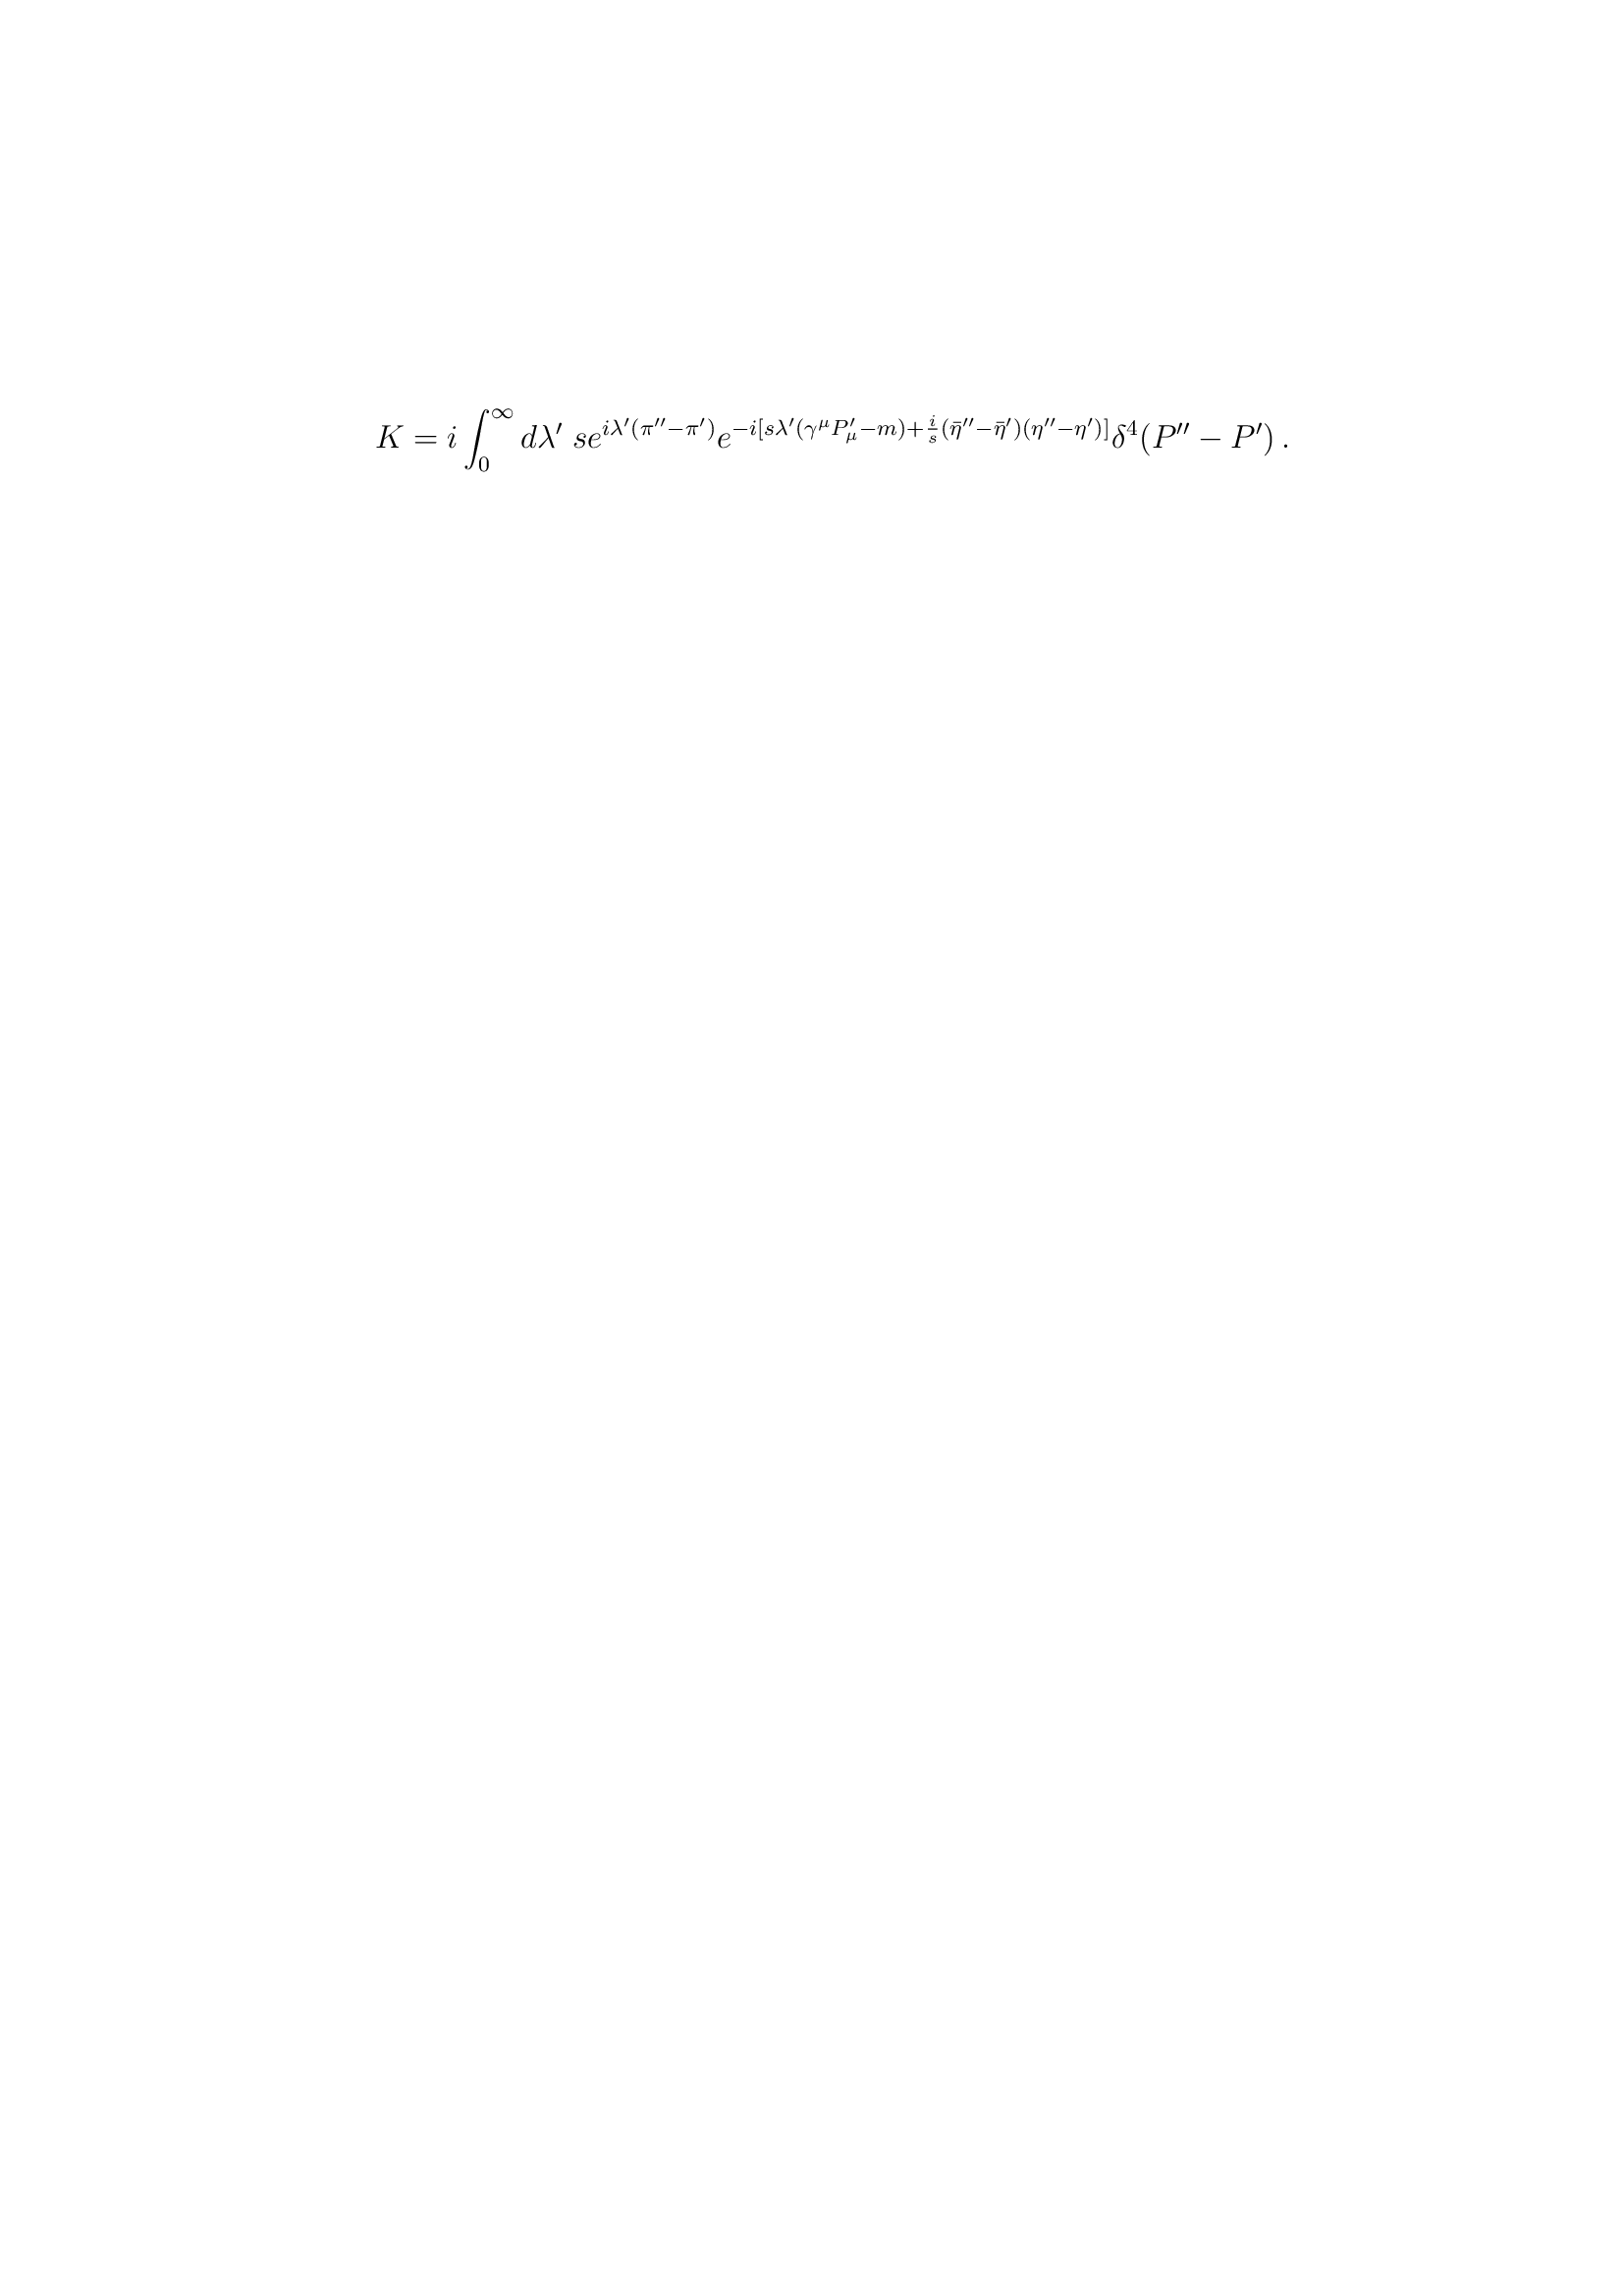 $$K = i \int_0^\infty d\lambda' \; s e^{i\lambda'(\pi''-\pi')} e^{-i[s\lambda'(\gamma^\mu P'_\mu - m) + \frac{i}{s}(\bar{\eta}''-\bar{\eta}')(\eta''-\eta')]} \delta^4(P''-P') \, .$$